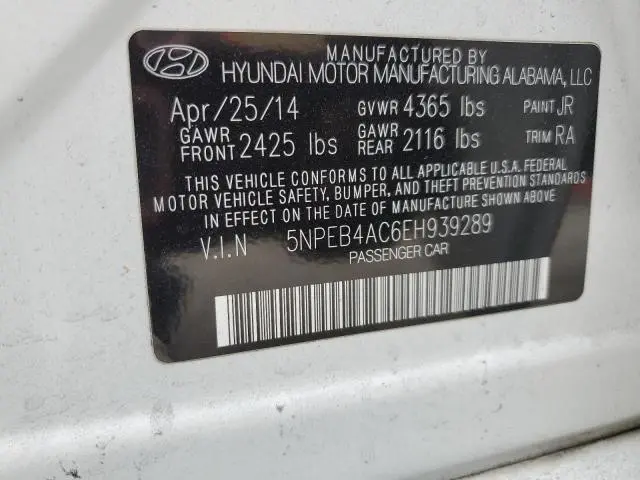 MANUFACTURED BY
HYUNDAI MOTOR MANUFACTURING ALABAMA, LLC
Apr/25/14 GVWR 4365 lbs PAINT JR
GAWR FRONT 2425 lbs GAWR REAR 2116 lbs TRIM RA
THIS VEHICLE CONFORMS TO ALL APPLICABLE U.S.A. FEDERAL
MOTOR VEHICLE SAFETY, BUMPER, AND THEFT PREVENTION STANDARDS
IN EFFECT ON THE DATE OF MANUFACTURE SHOWN ABOVE
V.I.N 5NPEB4AC6EH939289
PASSENGER CAR